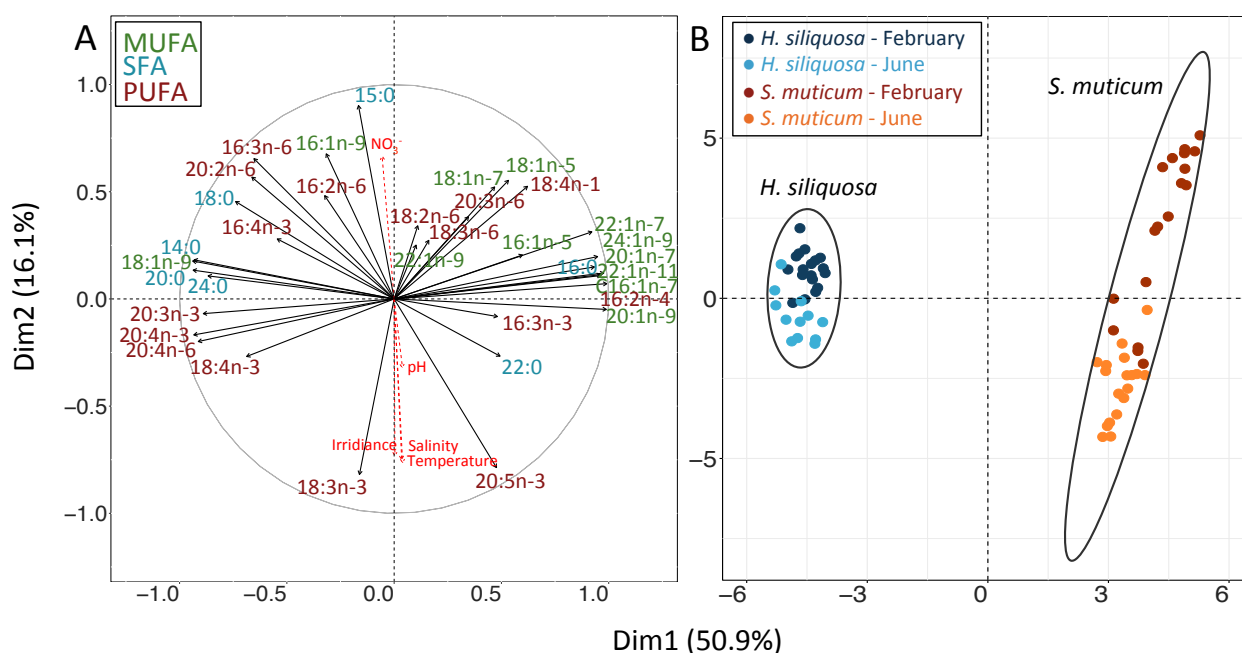 A
MUFA
SFA
PUFA
15:0
NO3-
16:3n-6
16:1n-9
20:2n-6
18:0
16:2n-6
16:4n-3
18:1n-7
18:1n-5
18:4n-1
20:3n-6
18:2n-6
18:3n-6
22:1n-7
24:1n-9
16:1n-5
20:1n-7
14:0
18:1n-9
22:1n-9
16:0
22:1n-11
20:0
24:0
C16:1n-7
16:2n-4
20:3n-3
16:3n-3
20:1n-9
20:4n-3
20:4n-6
18:4n-3
pH
22:0
Irridiance
Salinity
Temperature
18:3n-3
20:5n-3
1.0
0.5
0.0
−0.5
−1.0
−1.0
−0.5
0.0
0.5
1.0
Dim2 (16.1%)
B
H. siliquosa - February
H. siliquosa - June
S. muticum - February
S. muticum - June
S. muticum
H. siliquosa
5
0
−5
−6
−3
0
3
6
Dim1 (50.9%)